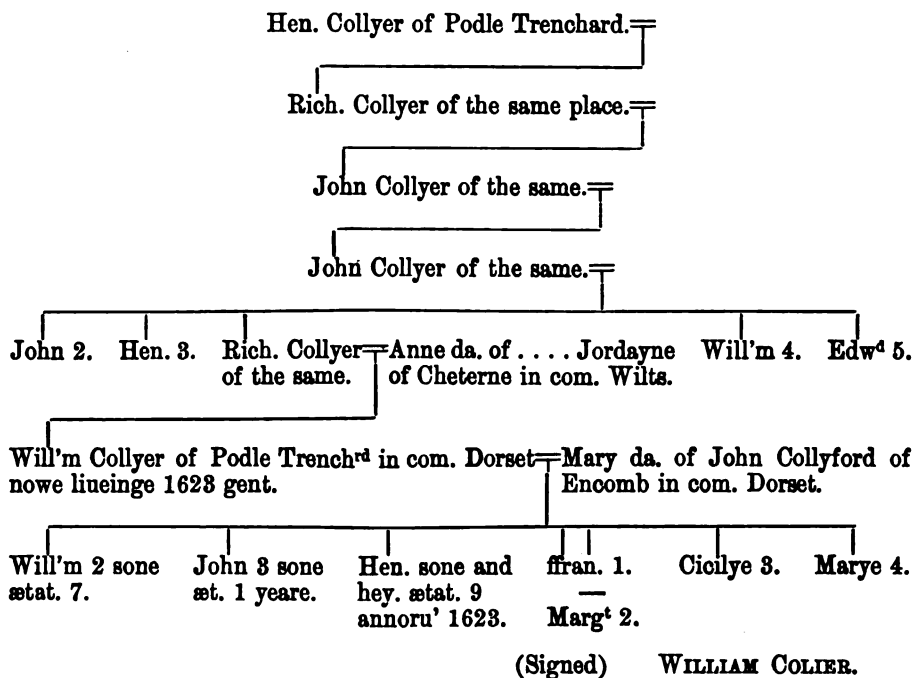 Hen. Collyer of Podle Trenchard.
Rich. Collyer of the same place.
John Collyer of the same.
John Collyer of the same.
John 2. Hen. 3. Rich. Collyer Anne da. of . . . . Jordayne Will'm 4. Edwᵈ 5.
of the same. of Cheterne in com. Wilts.
Will'm Collyer of Podle Trenchʳᵈ in com. Dorset Mary da. of John Collyford of
nowe liueinge 1623 gent. Encomb in com. Dorset.
Will'm 2 sone John 3 sone Hen. sone and ffran. 1. Cicilye 3. Marye 4.
ætat. 7. æt. 1 yeare. hey. ætat. 9
annoru' 1623. Margᵗ 2.
(Signed) WILLIAM COLIER.